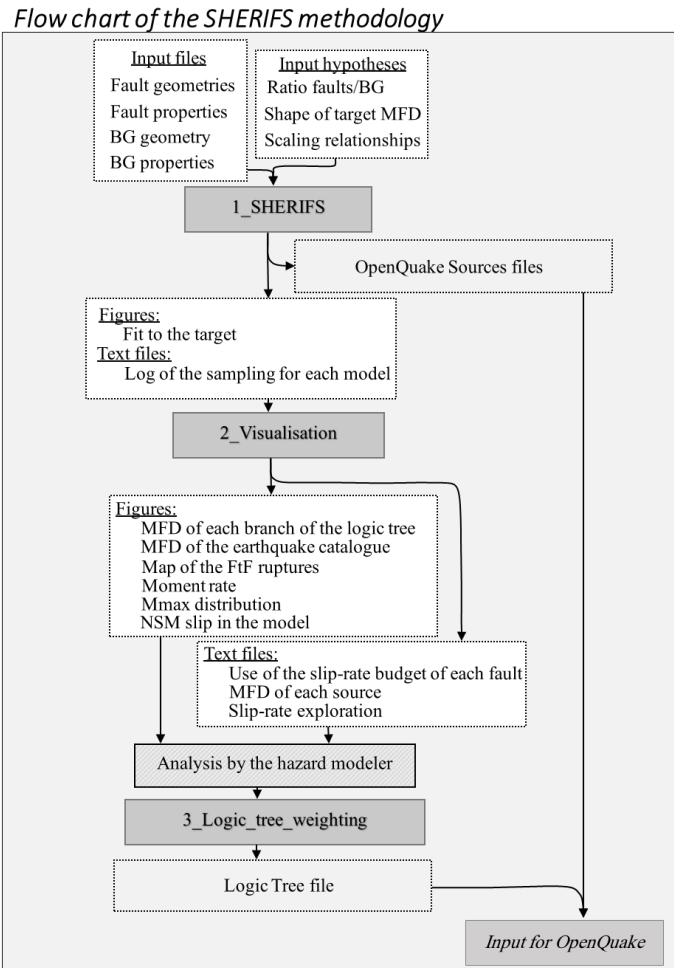 Flow chart of the SHERIFS methodology
Input files
Fault geometries
Fault properties
BG geometry
BG properties
Input hypotheses
Ratio faults/BG
Shape of target MFD
Scaling relationships
1_SHERIFS
OpenQuake Sources files
Figures:
Fit to the target
Text files:
Log of the sampling for each model
2_Visualisation
Figures:
MFD of each branch of the logic tree
MFD of the earthquake catalogue
Map of the FtF ruptures
Moment rate
Mmax distribution
NSM slip in the model
Text files:
Use of the slip-rate budget of each fault
MFD of each source
Slip-rate exploration
Analysis by the hazard modeler
3_Logic_tree_weighting
Logic Tree file
Input for OpenQuake